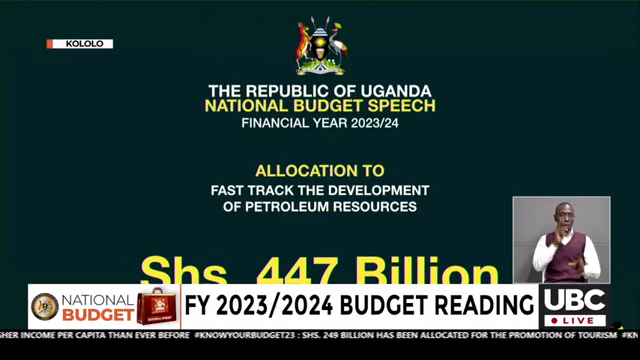 KOLOLO
THE REPUBLIC OF UGANDA
NATIONAL BUDGET SPEECH
FINANCIAL YEAR 2023/24
ALLOCATION TO
FAST TRACK THE DEVELOPMENT
OF PETROLEUM RESOURCES
Shs. 447 Billion
NATIONAL
BUDGET
FY 2023/2024 BUDGET READING
UBC
LIVE
HER INCOME PER CAPITA THAN EVER BEFORE #KNOWYOURBUDGET23 : SHS. 249 BILLION HAS BEEN ALLOCATED FOR THE PROMOTION OF TOURISM #KN